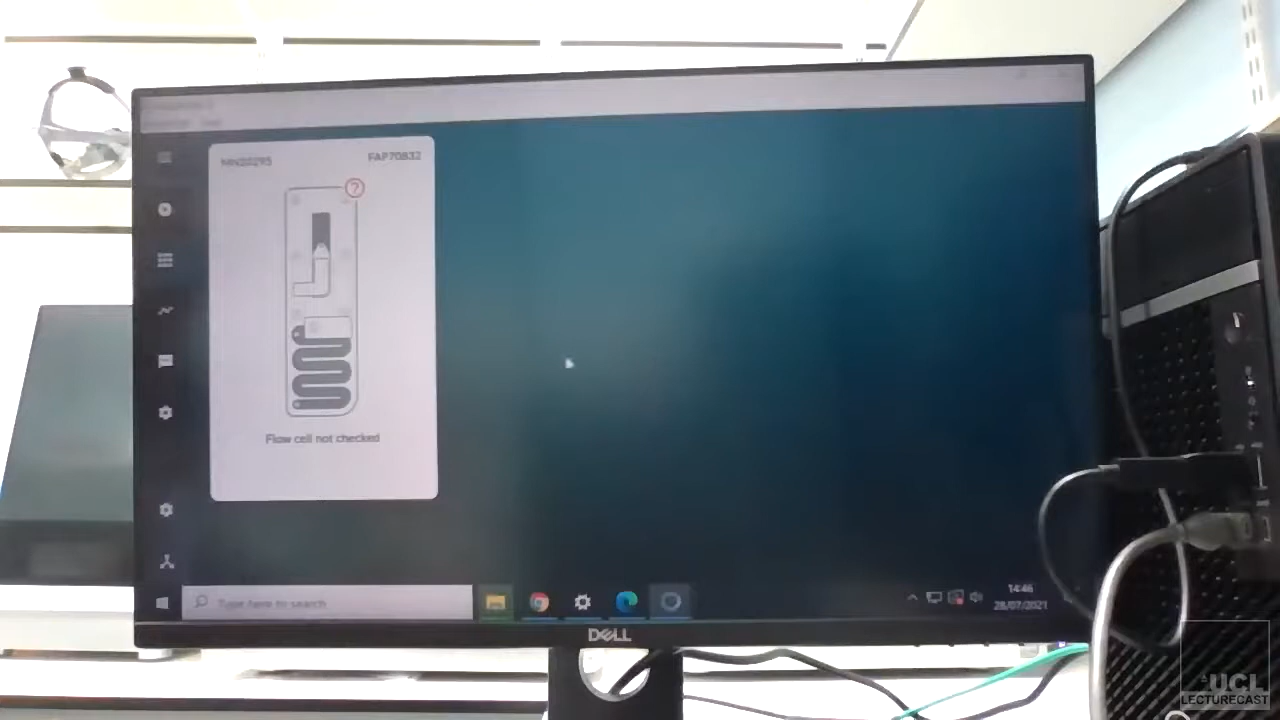 MN20295
FAP70832
?
Flow cell not checked
Type here to search
14:46
28/07/2021
DELL
UCL
LECTURECAST